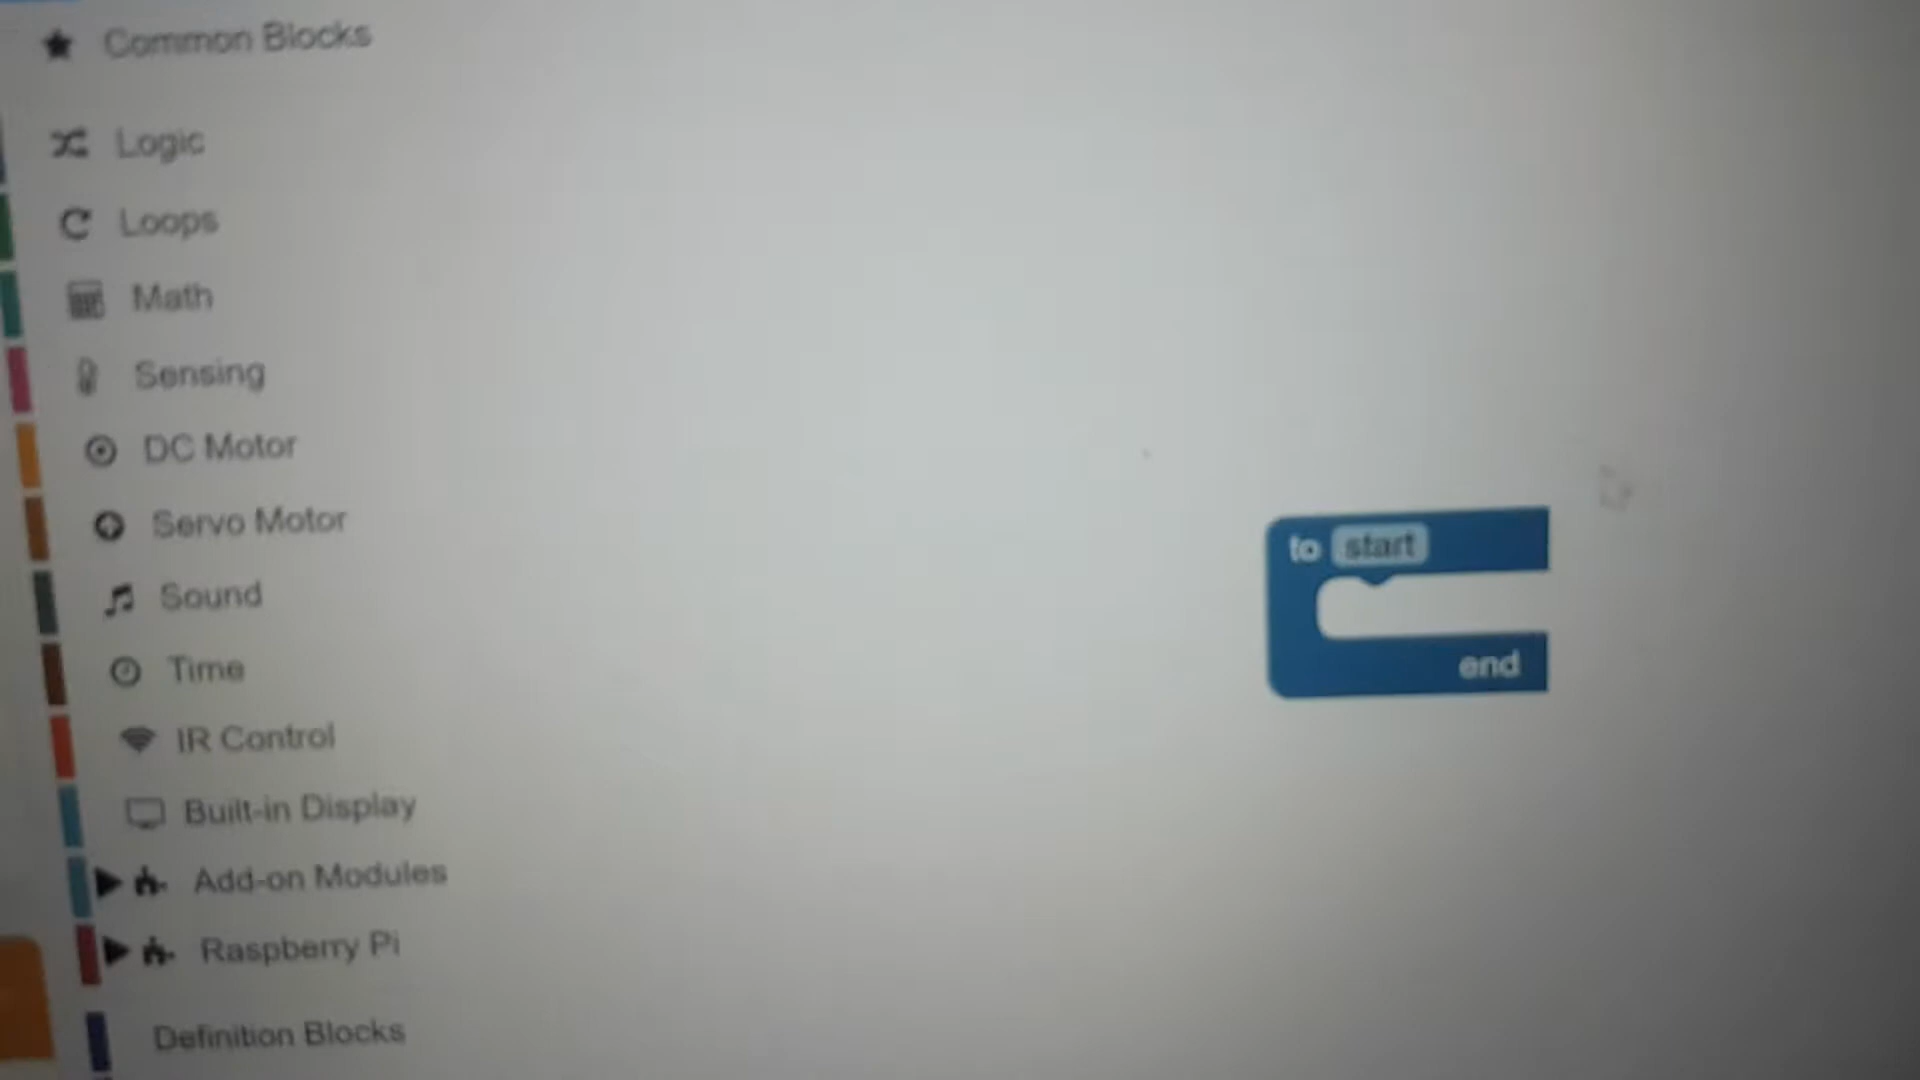 Common Blocks
Logic
Loops
Math
Sensing
DC Motor
Servo Motor
Sound
Time
IR Control
Built-in Display
Add-on Modules
Raspberry Pi
Definition Blocks
to start
end